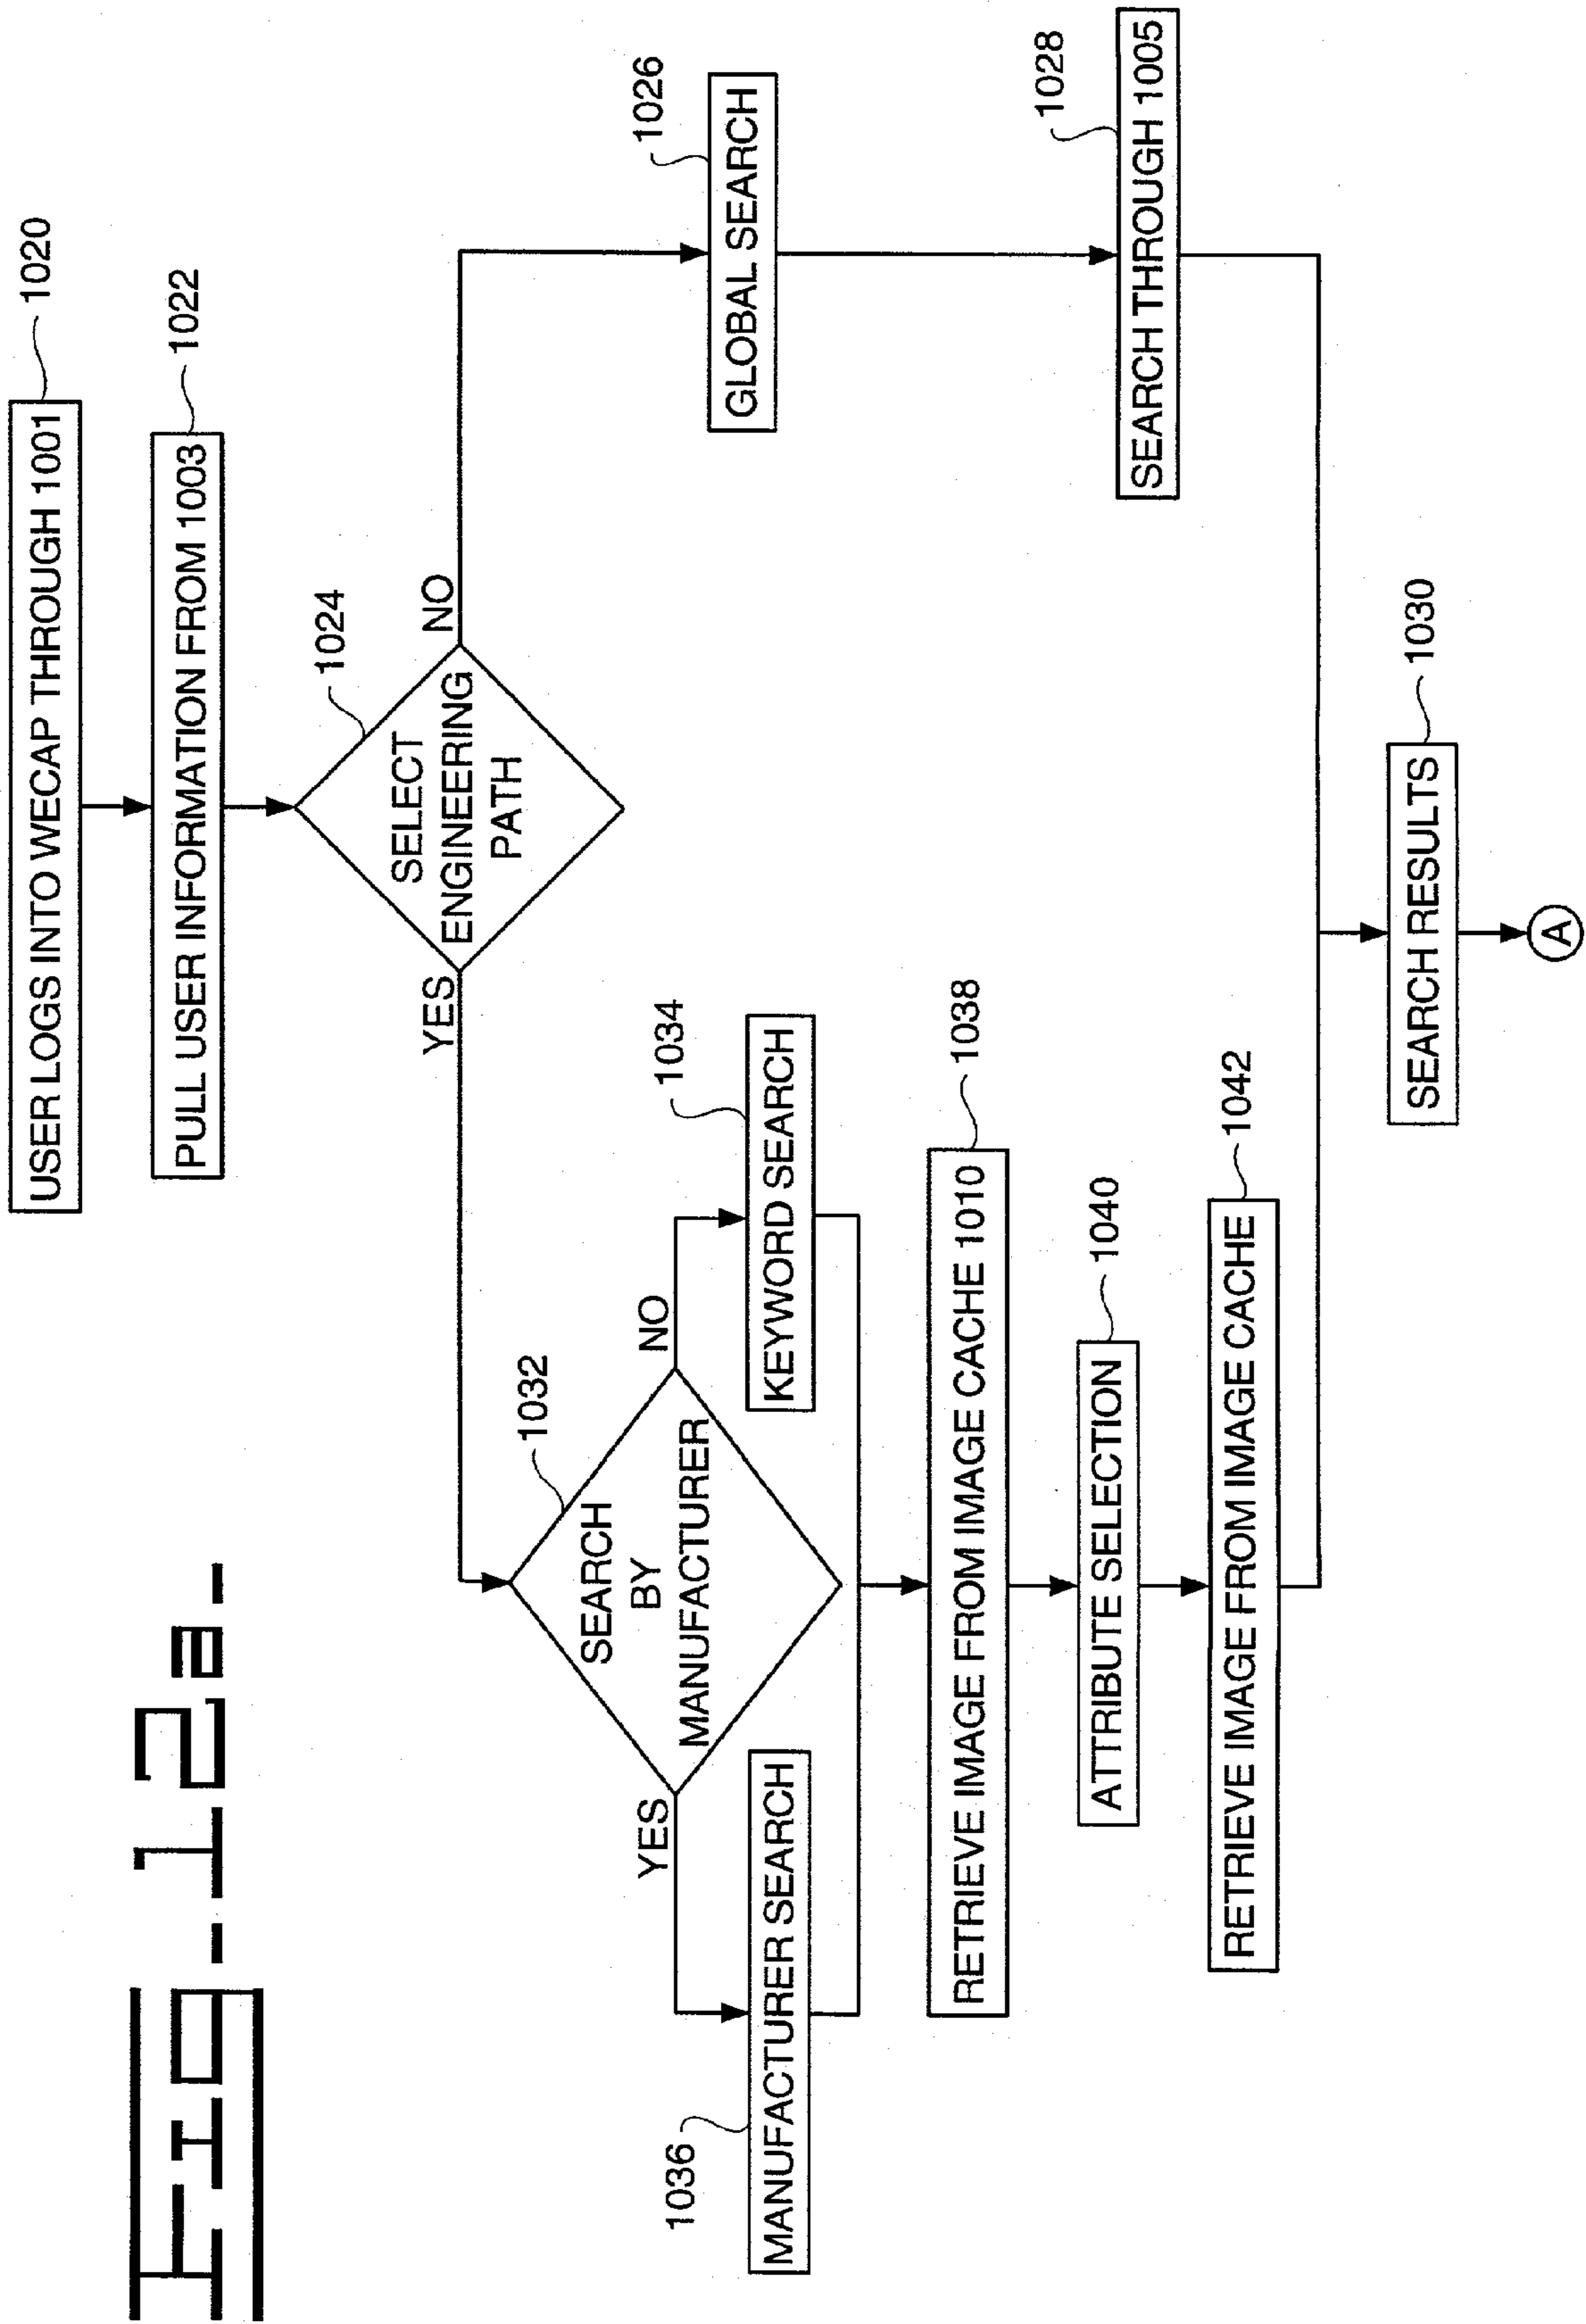 Fig-12a-
USER LOGS INTO WECAP THROUGH 1001
1020
PULL USER INFORMATION FROM 1003
1022
SELECT
ENGINEERING
PATH
1024
YES
NO
GLOBAL SEARCH
1026
SEARCH THROUGH 1005
1028
SEARCH
BY
MANUFACTURER
1032
YES
NO
MANUFACTURER SEARCH
1036
KEYWORD SEARCH
1034
RETRIEVE IMAGE FROM IMAGE CACHE 1010
1038
ATTRIBUTE SELECTION
1040
RETRIEVE IMAGE FROM IMAGE CACHE
1042
SEARCH RESULTS
1030
A